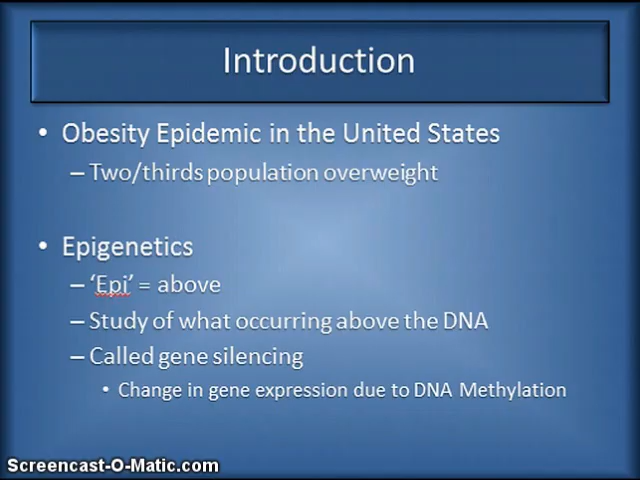 Introduction
• Obesity Epidemic in the United States
– Two/thirds population overweight
• Epigenetics
– ‘Epi’ = above
– Study of what occurring above the DNA
– Called gene silencing
• Change in gene expression due to DNA Methylation
Screencast-O-Matic.com